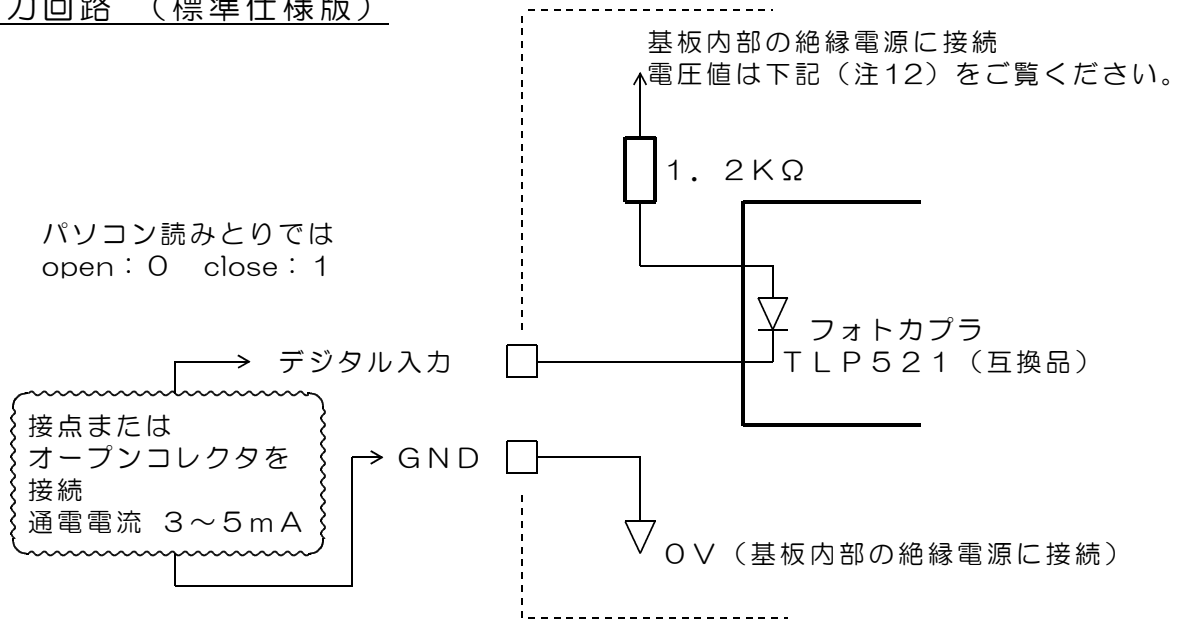 力回路 (標準仕様版)
基板内部の絶縁電源に接続
電圧値は下記(注12)をご覧ください。
1.2KΩ
パソコン読みとりでは
open:0 close:1
フォトカプラ
TLP521(互換品)
デジタル入力
接点または
オープンコレクタを
接続
通電電流 3~5mA
GND
0V(基板内部の絶縁電源に接続)